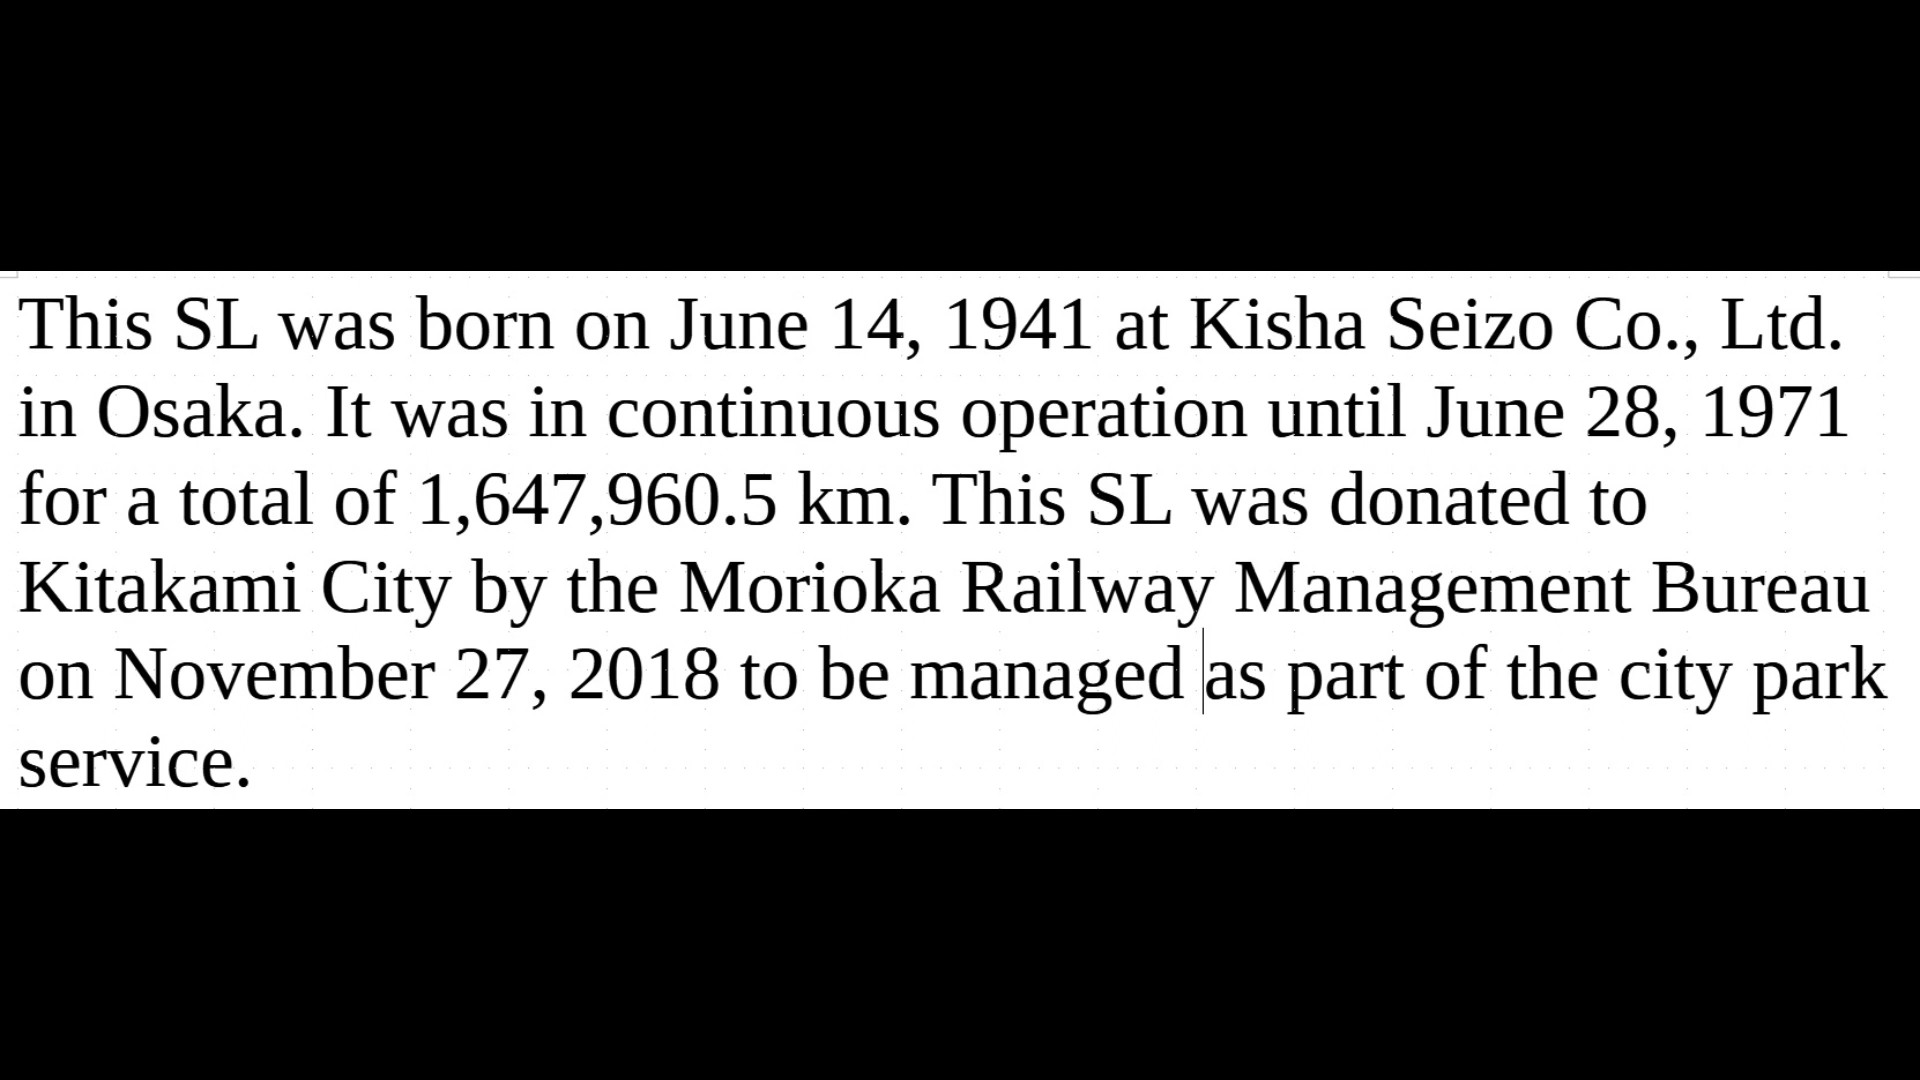 This SL was born on June 14, 1941 at Kisha Seizo Co., Ltd.
in Osaka. It was in continuous operation until June 28, 1971
for a total of 1,647,960.5 km. This SL was donated to
Kitakami City by the Morioka Railway Management Bureau
on November 27, 2018 to be managed as part of the city park
service.